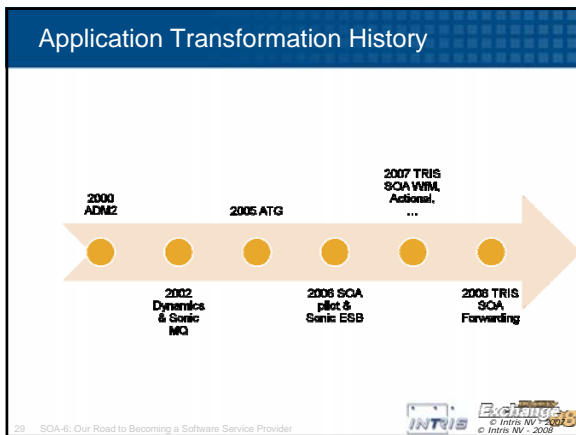 Application Transformation History
2000
ADM2
2002
Dynamics
& Sonic
MQ
2005 ATG
2006 SOA
pilot &
Sonic ESB
2007 TRIS
SOA WfM,
Actional,
...
2008 TRIS
SOA
Forwarding
29 SOA-6: Our Road to Becoming a Software Service Provider
INTRIS
Exchange
© Intris NV - 2007
© Intris NV - 2008